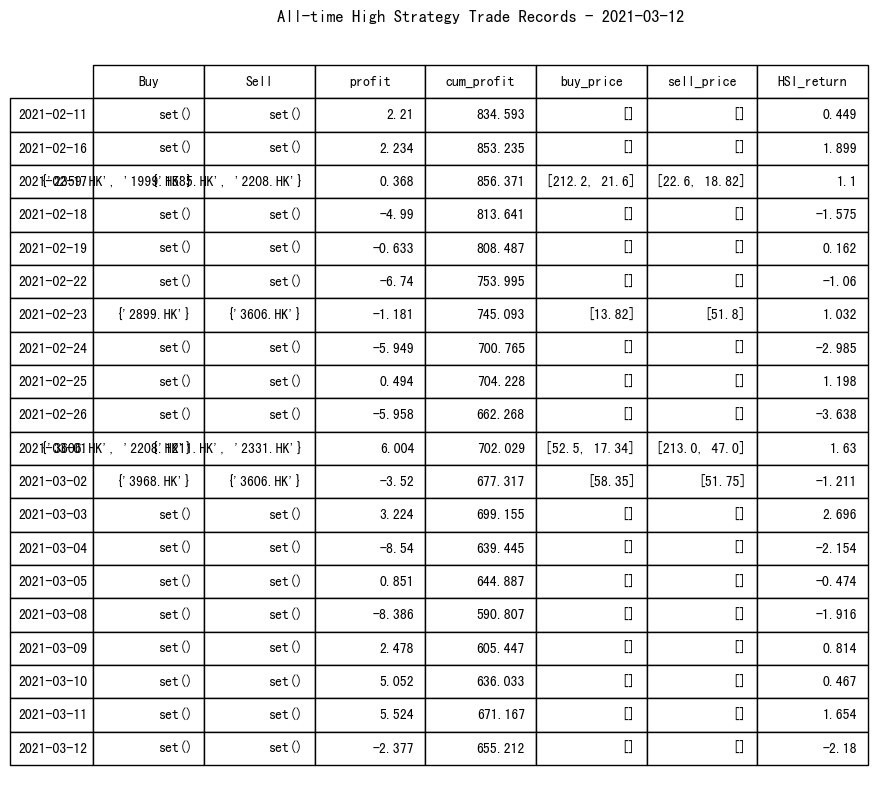 All-time High Strategy Trade Records - 2021-03-12
Buy Sell profit cum_profit buy_price sell_price HSI_return
2021-02-11 set() set() 2.21 834.593 [] [] 0.449
2021-02-16 set() set() 2.234 853.235 [] [] 1.899
2021-02-17 {'2359.HK', '1999.HK'} {'1585.HK', '2208.HK'} 0.368 856.371 [212.2, 21.6] [22.6, 18.82] 1.1
2021-02-18 set() set() -4.99 813.641 [] [] -1.575
2021-02-19 set() set() -0.633 808.487 [] [] 0.162
2021-02-22 set() set() -6.74 753.995 [] [] -1.06
2021-02-23 {'2899.HK'} {'3606.HK'} -1.181 745.093 [13.82] [51.8] 1.032
2021-02-24 set() set() -5.949 700.765 [] [] -2.985
2021-02-25 set() set() 0.494 704.228 [] [] 1.198
2021-02-26 set() set() -5.958 662.268 [] [] -3.638
2021-03-01 {'3606.HK', '2208.HK'} {'1211.HK', '2331.HK'} 6.004 702.029 [52.5, 17.34] [213.0, 47.0] 1.63
2021-03-02 {'3968.HK'} {'3606.HK'} -3.52 677.317 [58.35] [51.75] -1.211
2021-03-03 set() set() 3.224 699.155 [] [] 2.696
2021-03-04 set() set() -8.54 639.445 [] [] -2.154
2021-03-05 set() set() 0.851 644.887 [] [] -0.474
2021-03-08 set() set() -8.386 590.807 [] [] -1.916
2021-03-09 set() set() 2.478 605.447 [] [] 0.814
2021-03-10 set() set() 5.052 636.033 [] [] 0.467
2021-03-11 set() set() 5.524 671.167 [] [] 1.654
2021-03-12 set() set() -2.377 655.212 [] [] -2.18